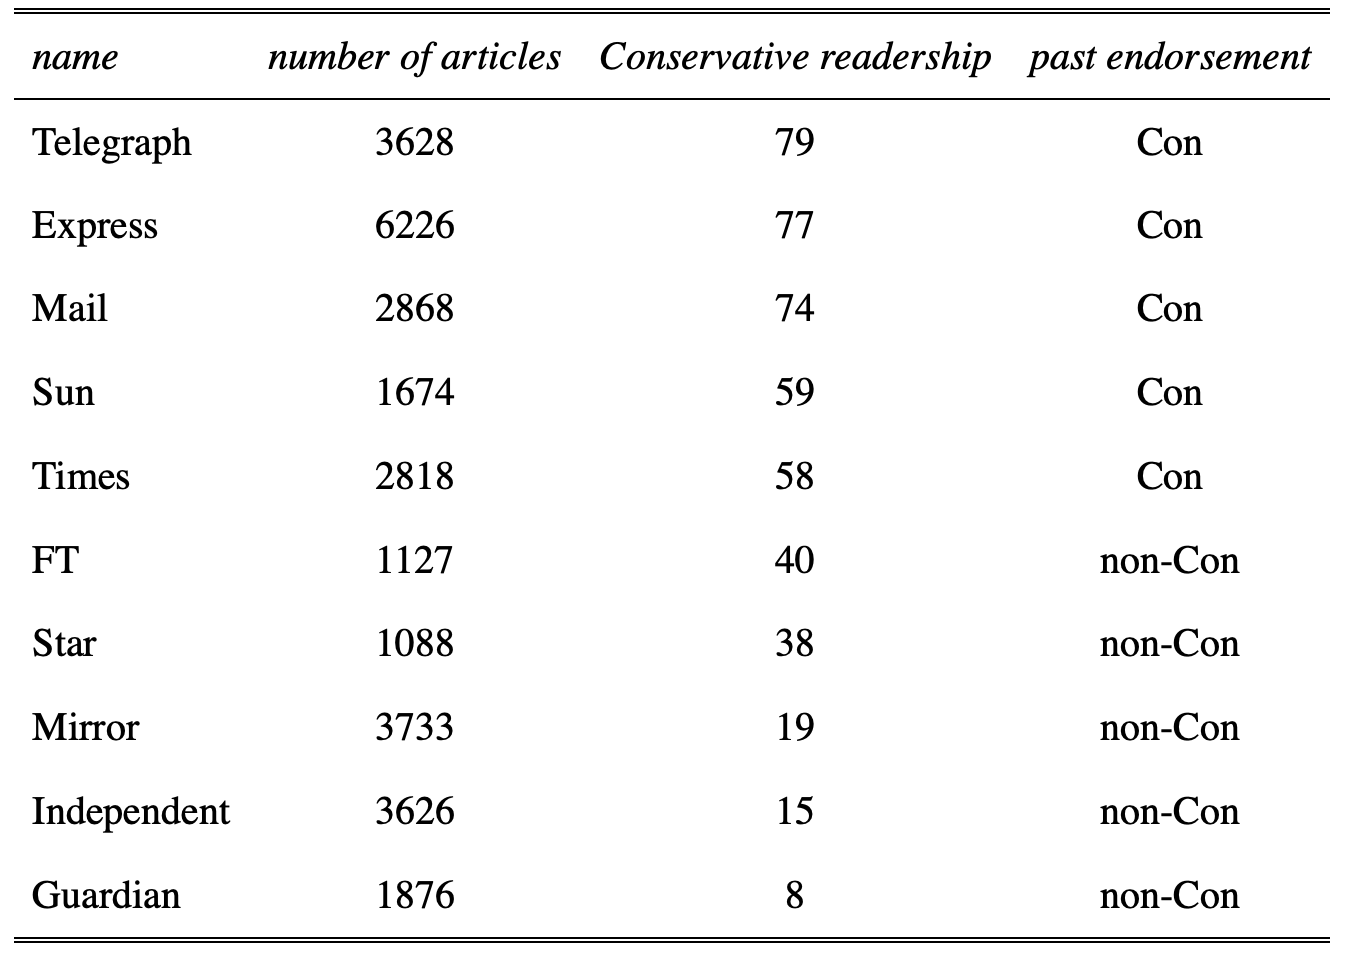 name number of articles Conservative readership past endorsement
Telegraph 3628 79 Con
Express 6226 77 Con
Mail 2868 74 Con
Sun 1674 59 Con
Times 2818 58 Con
FT 1127 40 non-Con
Star 1088 38 non-Con
Mirror 3733 19 non-Con
Independent 3626 15 non-Con
Guardian 1876 8 non-Con